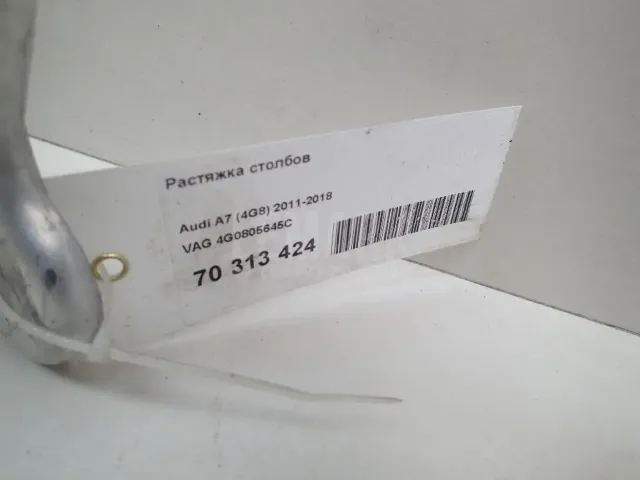 Растяжка столбов
Audi A7 (4G8) 2011-2018
VAG 4G0805645C
70 313 424